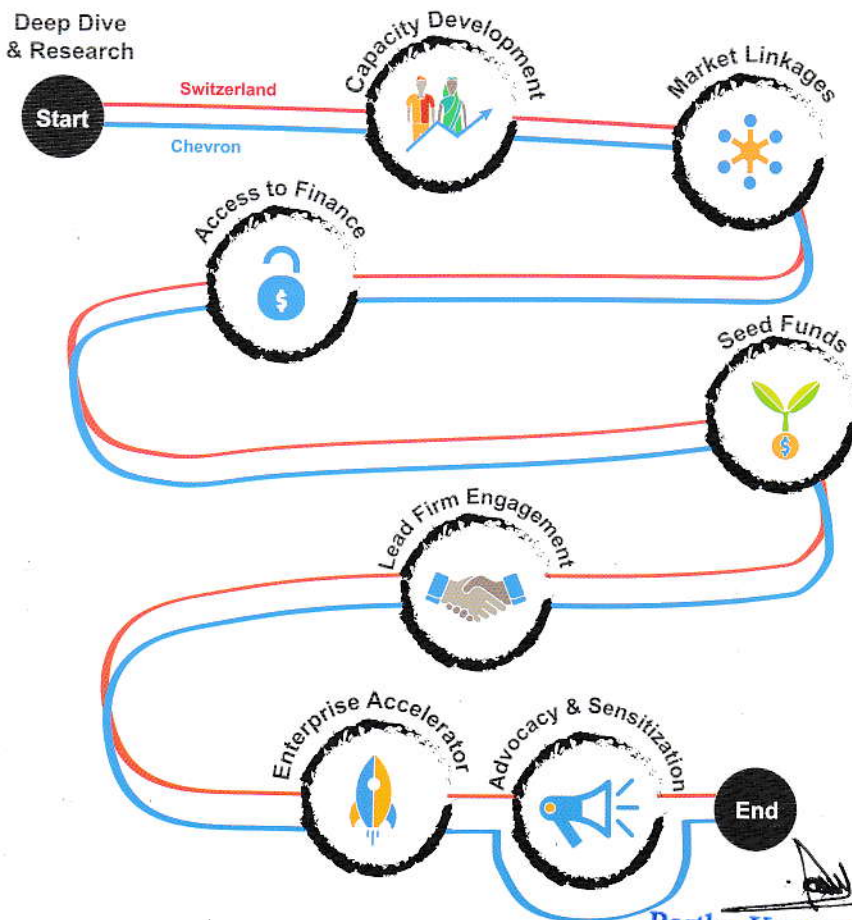 Deep Dive
& Research
Start
Switzerland
Chevron
Capacity Development
Market Linkages
Access to Finance
$
Seed Funds
$
Lead Firm Engagement
Enterprise Accelerator
Advocacy & Sensitization
End